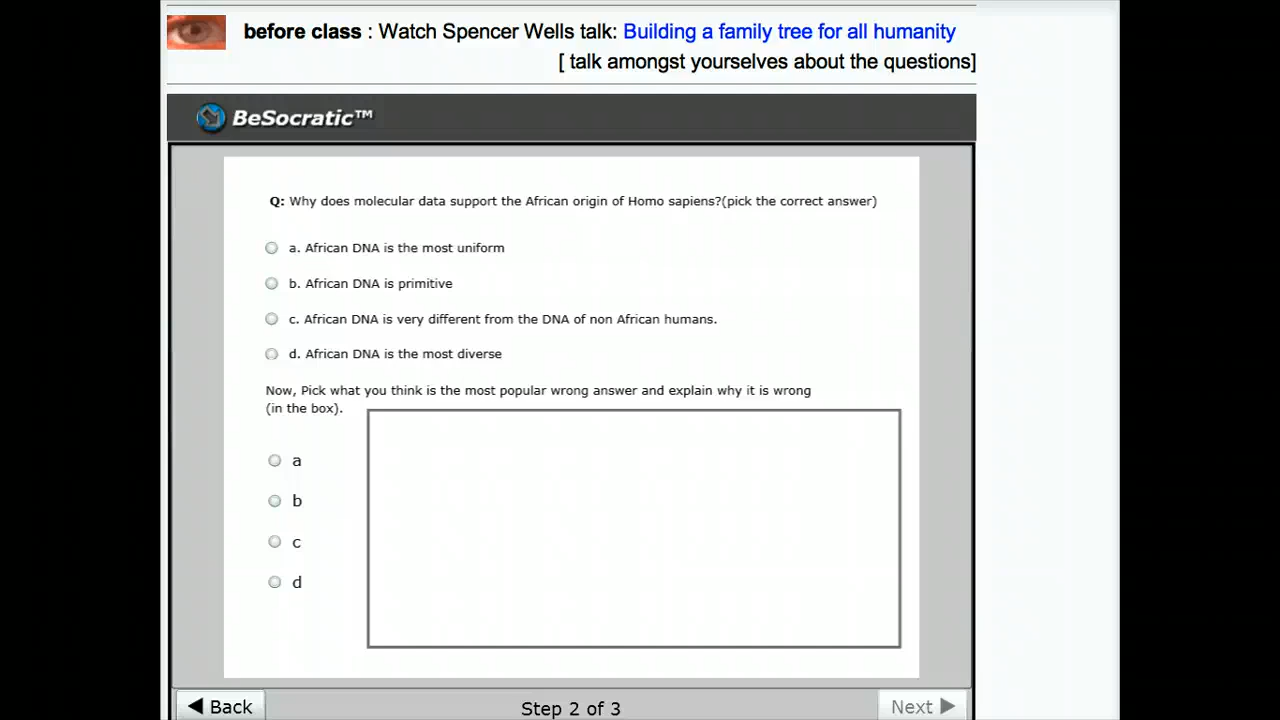 before class : Watch Spencer Wells talk: Building a family tree for all humanity
[ talk amongst yourselves about the questions]
BeSocratic™
Q: Why does molecular data support the African origin of Homo sapiens?(pick the correct answer)
a. African DNA is the most uniform
b. African DNA is primitive
c. African DNA is very different from the DNA of non African humans.
d. African DNA is the most diverse
Now, Pick what you think is the most popular wrong answer and explain why it is wrong
(in the box).
a
b
c
d
Back
Step 2 of 3
Next